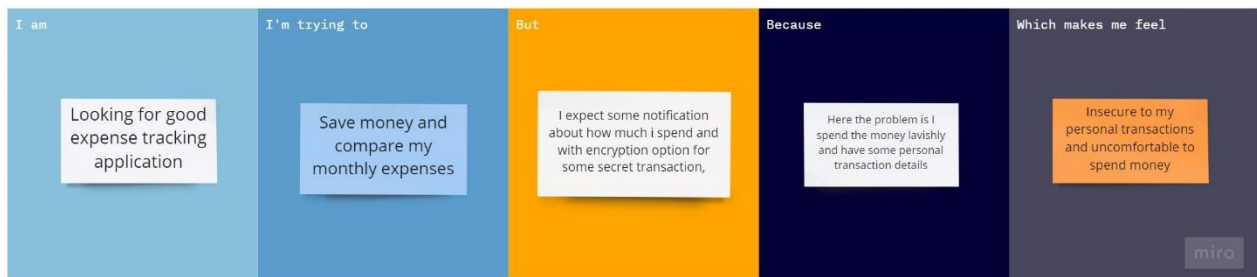 I am
Looking for good
expense tracking
application
I'm trying to
Save money and
compare my
monthly expenses
But
I expect some notification
about how much i spend and
with encryption option for
some secret transaction,
Because
Here the problem is I
spend the money lavishly
and have some personal
transaction details
Which makes me feel
Insecure to my
personal transactions
and uncomfortable to
spend money
miro